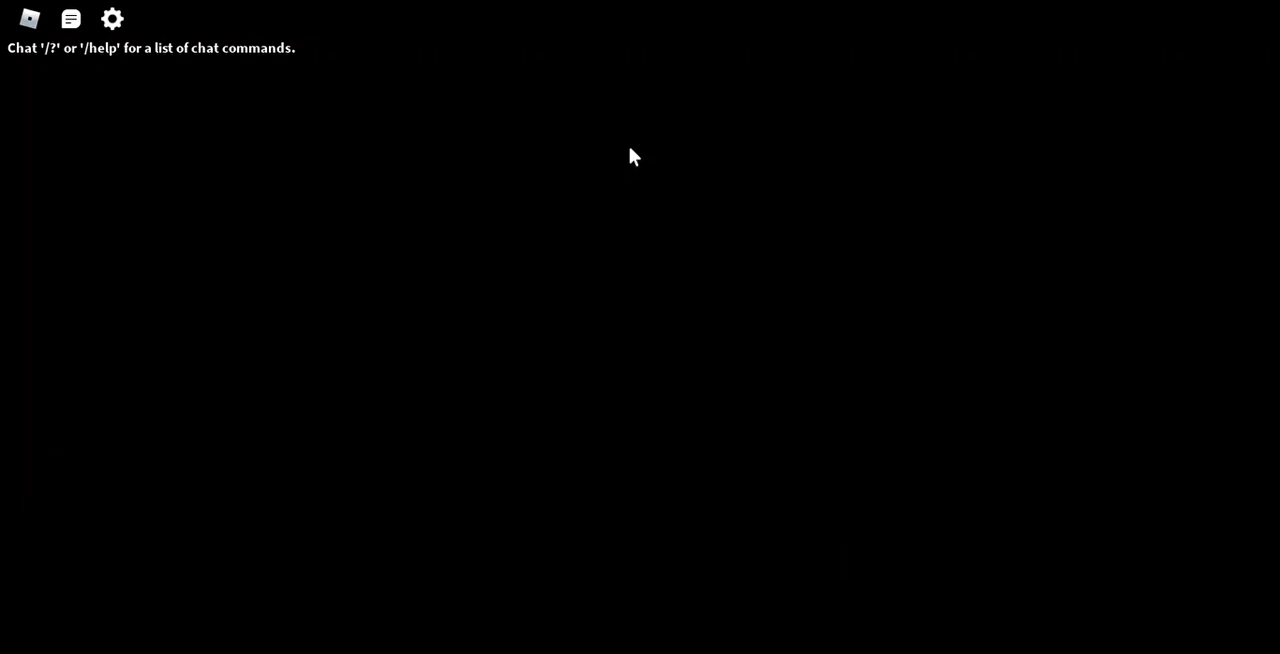 Chat '/?' or '/help' for a list of chat commands.